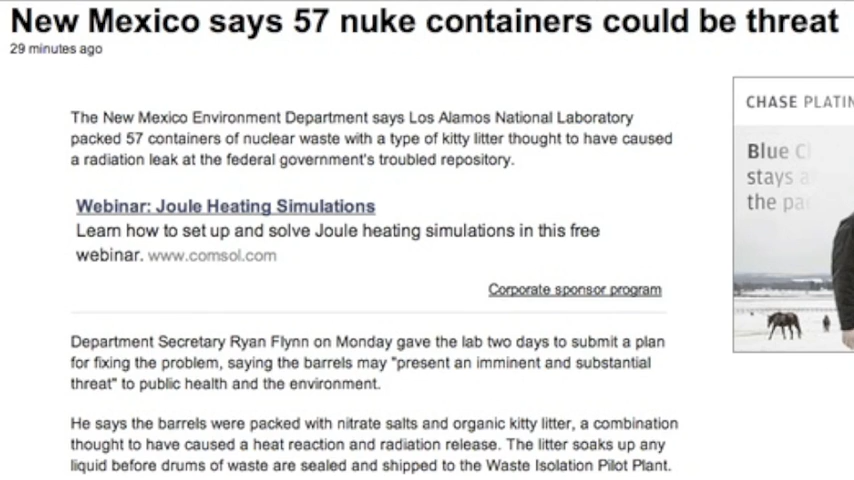 New Mexico says 57 nuke containers could be threat
29 minutes ago
The New Mexico Environment Department says Los Alamos National Laboratory
packed 57 containers of nuclear waste with a type of kitty litter thought to have caused
a radiation leak at the federal government's troubled repository.
Webinar: Joule Heating Simulations
Learn how to set up and solve Joule heating simulations in this free
webinar. www.comsol.com
Corporate sponsor program
Department Secretary Ryan Flynn on Monday gave the lab two days to submit a plan
for fixing the problem, saying the barrels may "present an imminent and substantial
threat" to public health and the environment.
He says the barrels were packed with nitrate salts and organic kitty litter, a combination
thought to have caused a heat reaction and radiation release. The litter soaks up any
liquid before drums of waste are sealed and shipped to the Waste Isolation Pilot Plant.
CHASE
Blue
stays
the